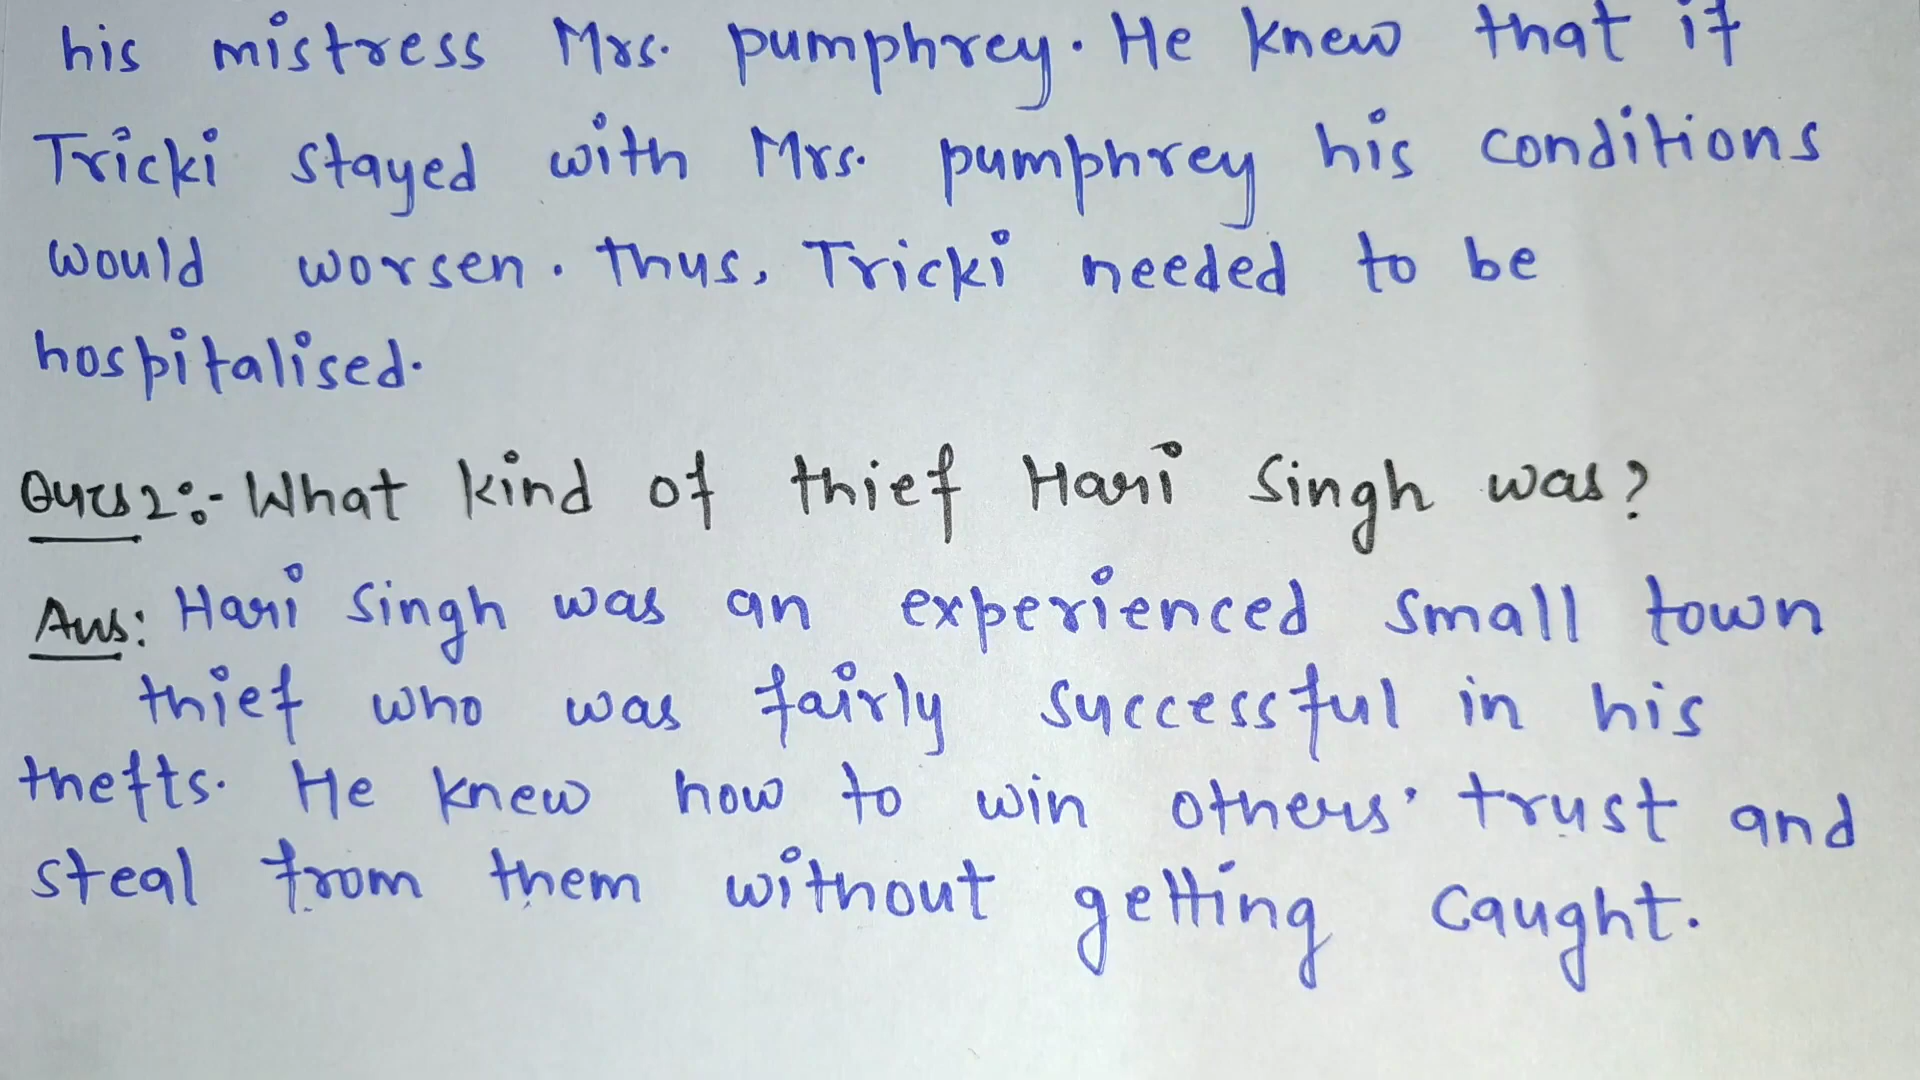 his mistress Mrs. pumphrey. He knew that if
Tricki stayed with Mrs. pumphrey his conditions
would worsen. Thus, Tricki needed to be
hospitalised.
Ques 2:- What kind of thief Hari Singh was?
Ans: Hari Singh was an experienced small town
thief who was fairly successful in his
thefts. He knew how to win others' trust and
steal from them without getting caught.